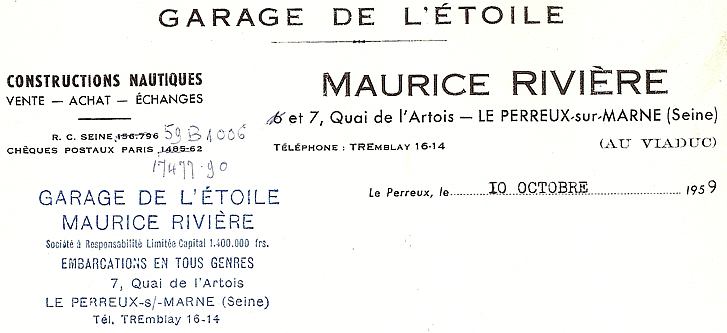 GARAGE DE L'ÉTOILE
CONSTRUCTIONS NAUTIQUES
VENTE — ACHAT — ÉCHANGES
R. C. SEINE 156.796 59 B 1006
CHÈQUES POSTAUX PARIS 1485-62
17477-90
MAURICE RIVIÈRE
6 et 7, Quai de l'Artois — LE PERREUX-sur-MARNE (Seine)
TÉLÉPHONE : TREMBLAY 16-14 (AU VIADUC)
Le Perreux, le 10 OCTOBRE 1959
GARAGE DE L'ÉTOILE
MAURICE RIVIÈRE
Société à Responsabilité Limitée Capital 1.400.000 frs.
EMBARCATIONS EN TOUS GENRES
7, Quai de l'Artois
LE PERREUX-s/-MARNE (Seine)
Tél. TREmblay 16-14